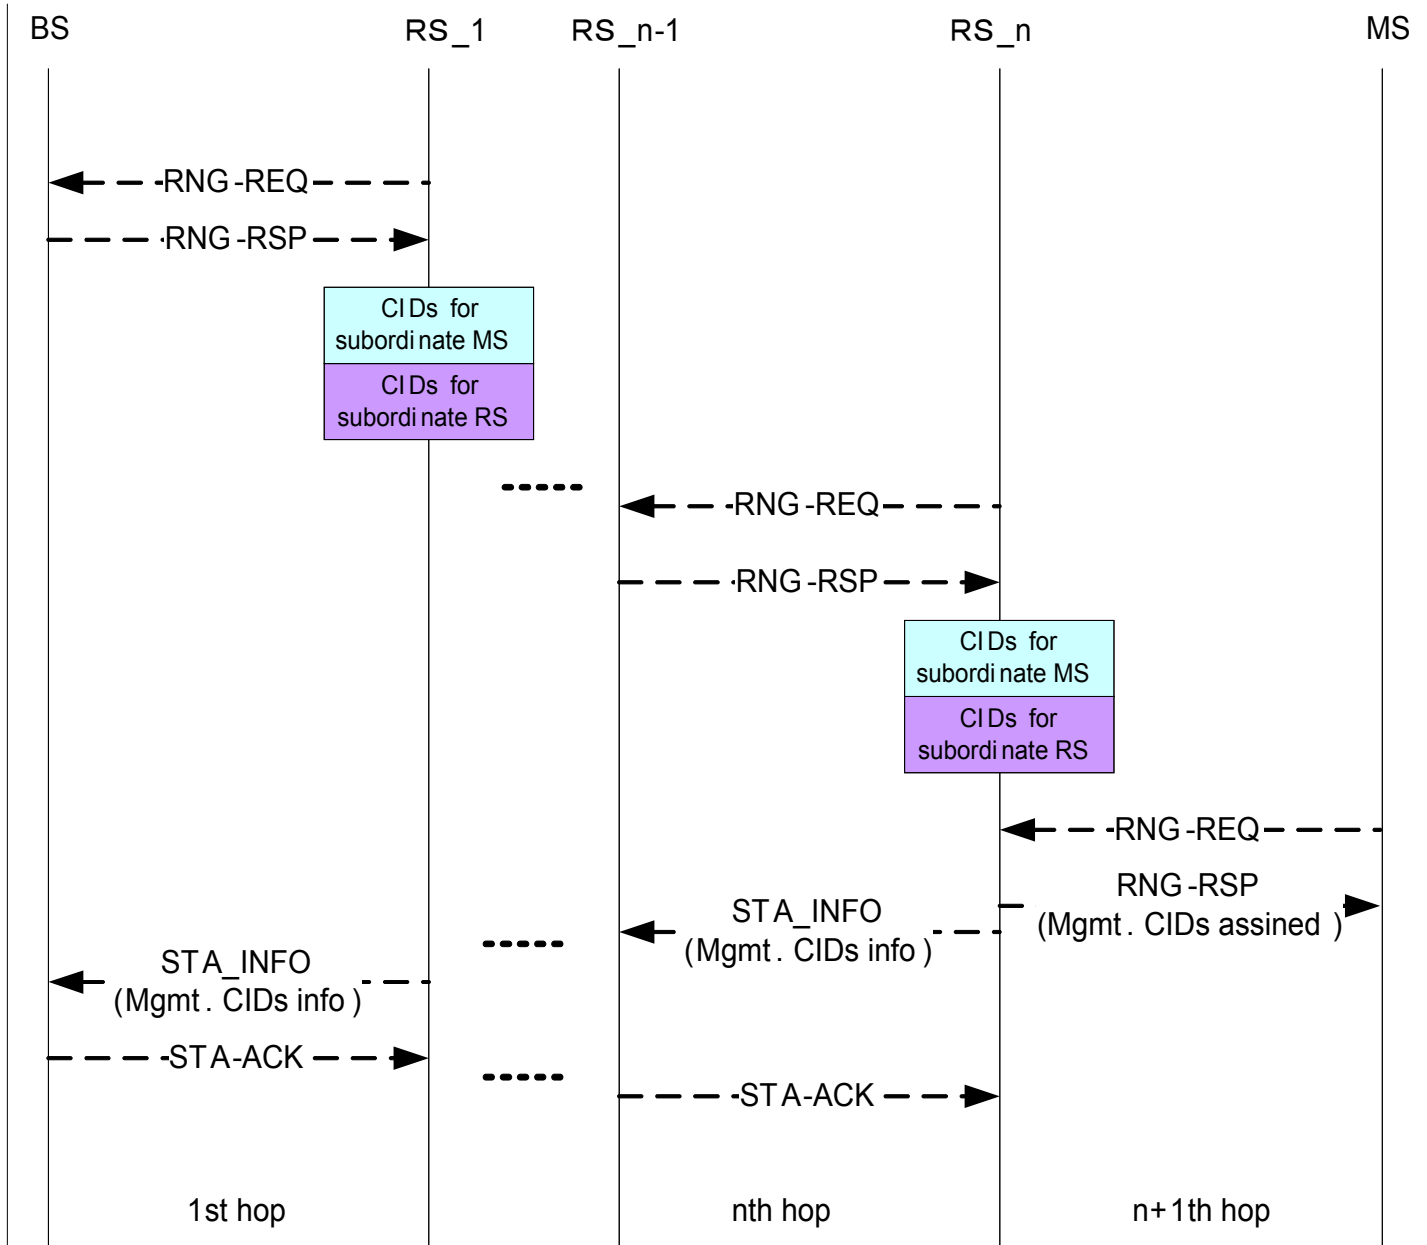 BS RS_1 RS_n-1 RS_n MS
RNG-REQ
RNG-RSP
CIDs for
subordinate MS
CIDs for
subordinate RS
RNG-REQ
RNG-RSP
CIDs for
subordinate MS
CIDs for
subordinate RS
RNG-REQ
RNG-RSP
(Mgmt. CIDs assined )
STA_INFO
(Mgmt. CIDs info )
STA_INFO
(Mgmt. CIDs info )
STA-ACK
STA-ACK
1st hop nth hop n+1th hop